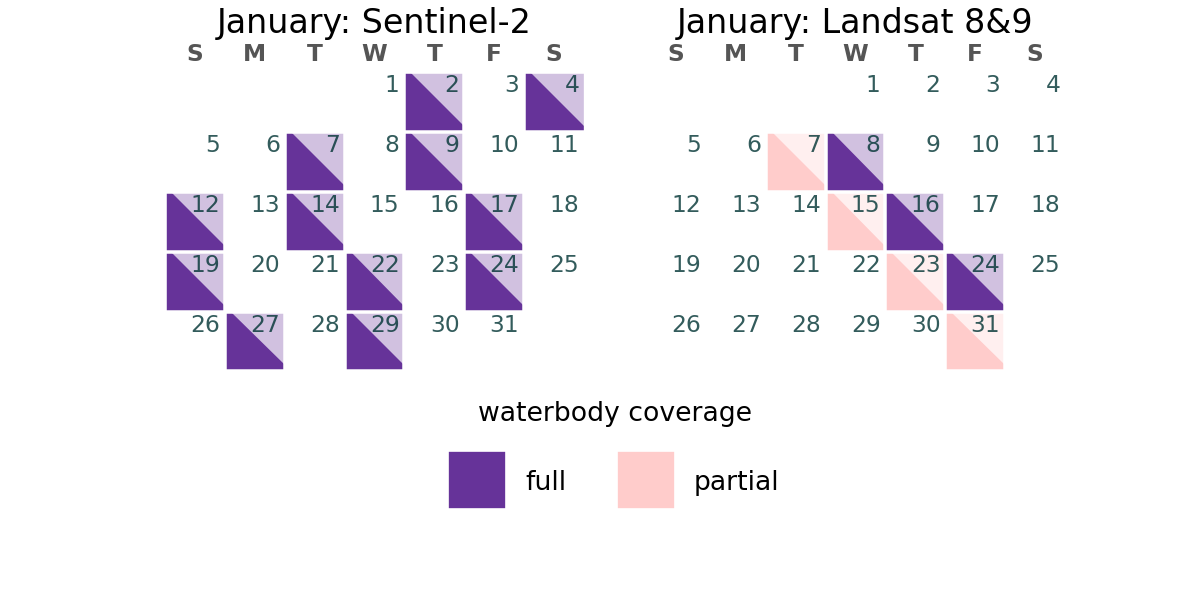 January: Sentinel-2
S M T W T F S
1 2 3 4
5 6 7 8 9 10 11
12 13 14 15 16 17 18
19 20 21 22 23 24 25
26 27 28 29 30 31
January: Landsat 8&9
S M T W T F S
1 2 3 4
5 6 7 8 9 10 11
12 13 14 15 16 17 18
19 20 21 22 23 24 25
26 27 28 29 30 31
waterbody coverage
full partial